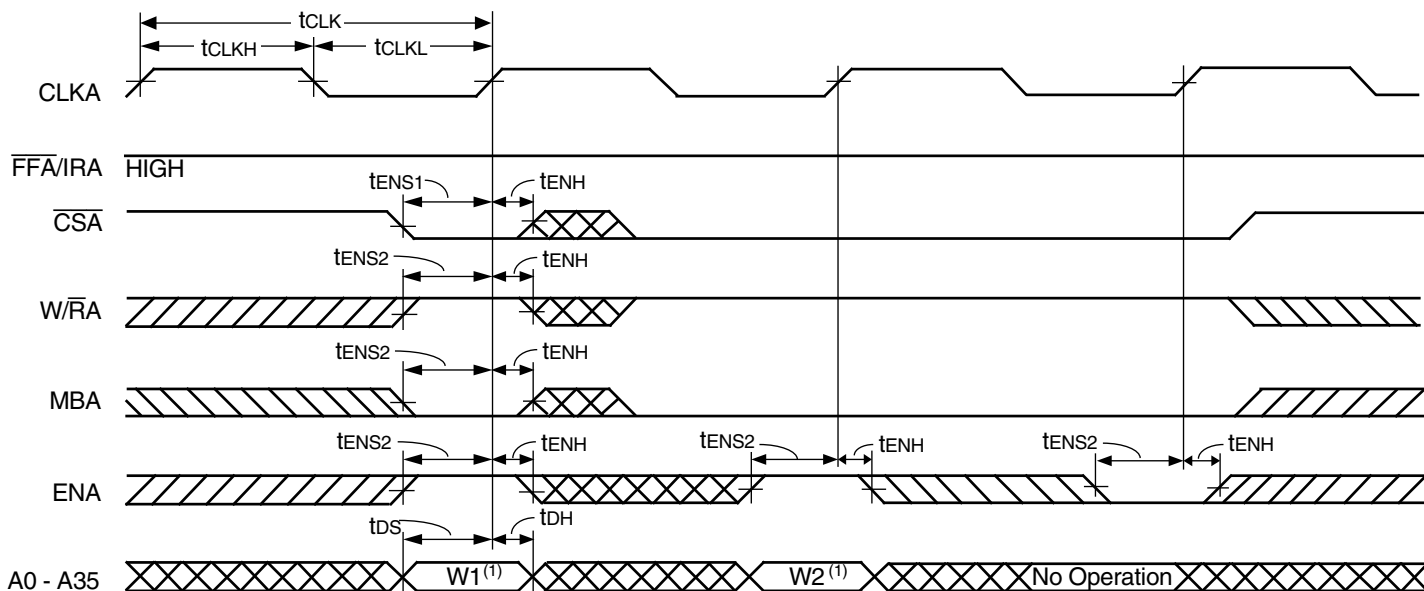 tCLK
tCLKH tCLKL
CLKA
FFA/IRA HIGH
tENS1 tENH
CSA
tENS2 tENH
W/RA
tENS2 tENH
MBA
tENS2 tENH tENS2 tENH tENS2 tENH
ENA
tDS tDH
A0 - A35 W1(1) W2(1) No Operation